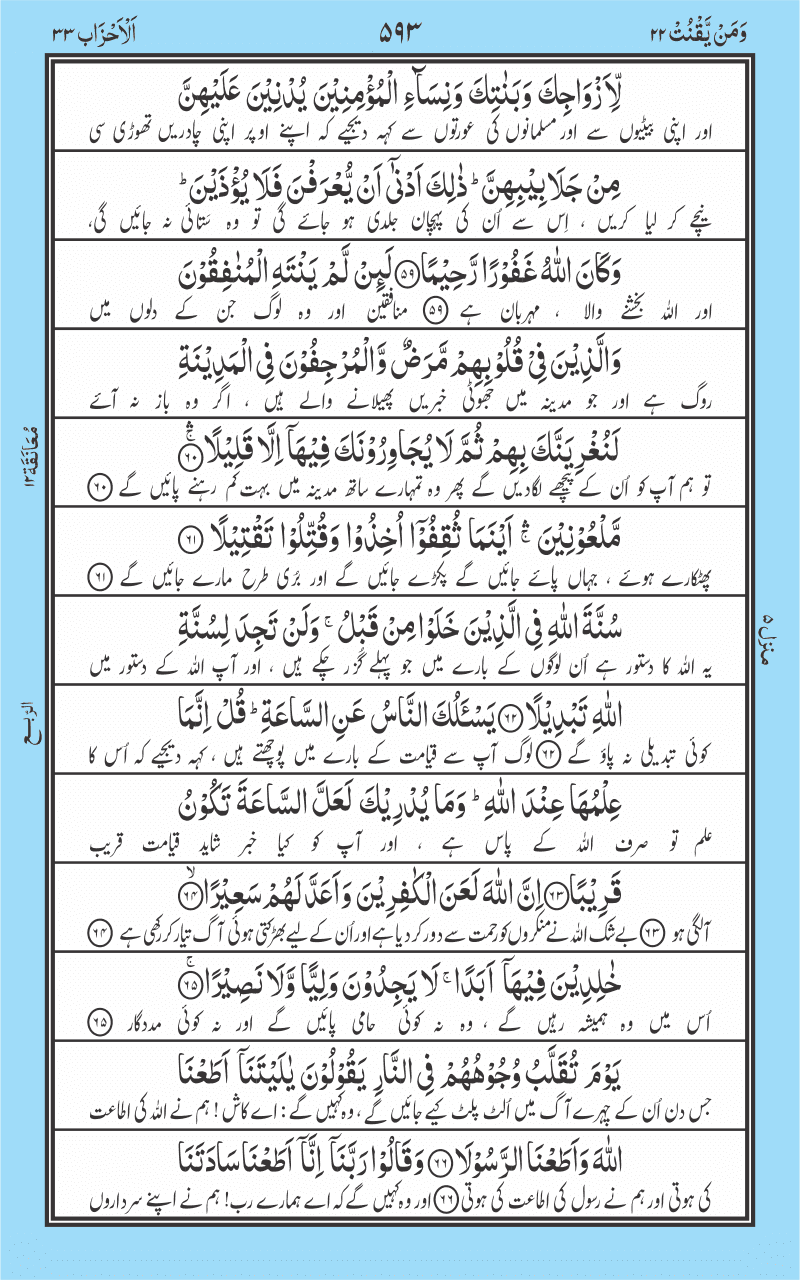 وَمَنْ يَّقْنُتْ ۲۲
۵۹۳
اَلْاَحْزَاب ۳۳
لِّاَزْوَاجِكَ وَبَنٰتِكَ وَنِسَآءِ الْمُؤْمِنِيْنَ يُدْنِيْنَ عَلَيْهِنَّ
اور اپنی بیٹیوں سے اور مسلمانوں کی عورتوں سے کہہ دیجیے کہ اپنے اوپر اپنی چادریں تھوڑی سی
مِنْ جَلَابِيْبِهِنَّ ؕ ذٰلِكَ اَدْنٰۤى اَنْ يُّعْرَفْنَ فَلَا يُؤْذَيْنَ ؕ
نیچے کر لیا کریں ، اِس سے اُن کی پہچان جلدی ہو جائے گی تو وہ ستائی نہ جائیں گی،
وَكَانَ اللّٰهُ غَفُوْرًا رَّحِيْمًا ۵۹ لَئِنْ لَّمْ يَنْتَهِ الْمُنٰفِقُوْنَ
اور اللہ بخشنے والا ، مہربان ہے ۵۹ منافقین اور وہ لوگ جن کے دلوں میں
وَالَّذِيْنَ فِيْ قُلُوْبِهِمْ مَّرَضٌ وَّالْمُرْجِفُوْنَ فِي الْمَدِيْنَةِ
روگ ہے اور جو مدینہ میں جھوٹی خبریں پھیلانے والے ہیں ، اگر وہ باز نہ آئے
لَنُغْرِيَنَّكَ بِهِمْ ثُمَّ لَا يُجَاوِرُوْنَكَ فِيْهَاۤ اِلَّا قَلِيْلًا ۛۚ ۶۰
تو ہم آپ کو اُن کے پیچھے لگادیں گے پھر وہ تمہارے ساتھ مدینہ میں بہت کم رہنے پائیں گے ۶۰
مُعَانَقَة ۱۲
مَّلْعُوْنِيْنَ ۛۚ اَيْنَمَا ثُقِفُوْۤا اُخِذُوْا وَقُتِّلُوْا تَقْتِيْلًا ۶۱
پھٹکارے ہوئے ، جہاں پائے جائیں گے پکڑے جائیں گے اور بُری طرح مارے جائیں گے ۶۱
سُنَّةَ اللّٰهِ فِي الَّذِيْنَ خَلَوْا مِنْ قَبْلُ ۚ وَلَنْ تَجِدَ لِسُنَّةِ
یہ اللہ کا دستور ہے اُن لوگوں کے بارے میں جو پہلے گُزر چکے ہیں ، اور آپ اللہ کے دستور میں
منزل ۵
اللّٰهِ تَبْدِيْلًا ۶۲ يَسْـَٔلُكَ النَّاسُ عَنِ السَّاعَةِ ؕ قُلْ اِنَّمَا
کوئی تبدیلی نہ پاؤ گے ۶۲ لوگ آپ سے قیامت کے بارے میں پوچھتے ہیں ، کہہ دیجیے کہ اُس کا
الربع
عِلْمُهَا عِنْدَ اللّٰهِ ؕ وَمَا يُدْرِيْكَ لَعَلَّ السَّاعَةَ تَكُوْنُ
علم تو صرف اللہ کے پاس ہے ، اور آپ کو کیا خبر شاید قیامت قریب
قَرِيْبًا ۶۳ اِنَّ اللّٰهَ لَعَنَ الْكٰفِرِيْنَ وَاَعَدَّ لَهُمْ سَعِيْرًا ۙ ۶۴
آلگی ہو ۶۳ بے شک اللہ نے منکروں کو رحمت سے دور کر دیا ہے اور اُن کے لیے بھڑکتی ہوئی آگ تیار کر رکھی ہے ۶۴
خٰلِدِيْنَ فِيْهَاۤ اَبَدًا ۚ لَا يَجِدُوْنَ وَلِيًّا وَّلَا نَصِيْرًا ۚ ۶۵
اُس میں وہ ہمیشہ رہیں گے ، وہ نہ کوئی حامی پائیں گے اور نہ کوئی مددگار ۶۵
يَوْمَ تُقَلَّبُ وُجُوْهُهُمْ فِي النَّارِ يَقُوْلُوْنَ يٰلَيْتَنَاۤ اَطَعْنَا
جس دن اُن کے چہرے آگ میں اُلٹ پلٹ کیے جائیں گے ، وہ کہیں گے : اے کاش ! ہم نے اللہ کی اطاعت
اللّٰهَ وَاَطَعْنَا الرَّسُوْلَا ۶۶ وَقَالُوْا رَبَّنَاۤ اِنَّاۤ اَطَعْنَا سَادَتَنَا
کی ہوتی اور ہم نے رسول کی اطاعت کی ہوتی ۶۶ اور وہ کہیں گے کہ اے ہمارے رب! ہم نے اپنے سرداروں